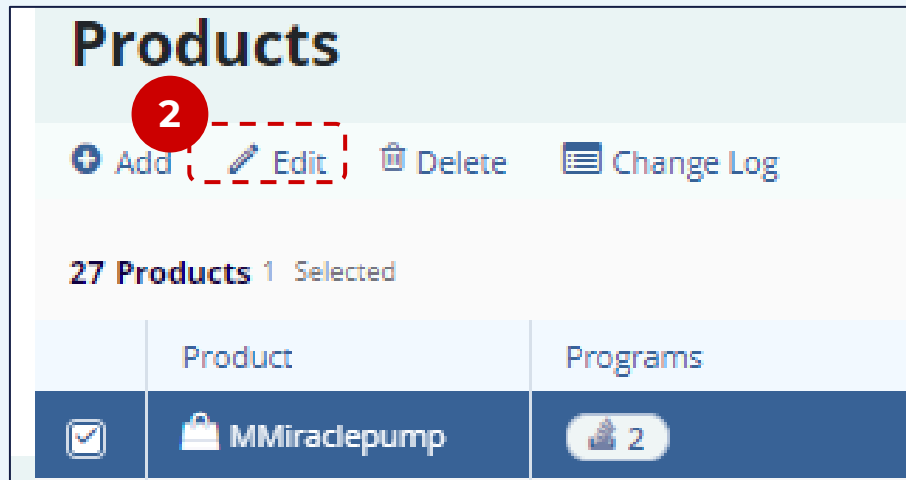 Products
2
Add Edit Delete Change Log
27 Products 1 Selected
Product Programs
MMiraclepump 2